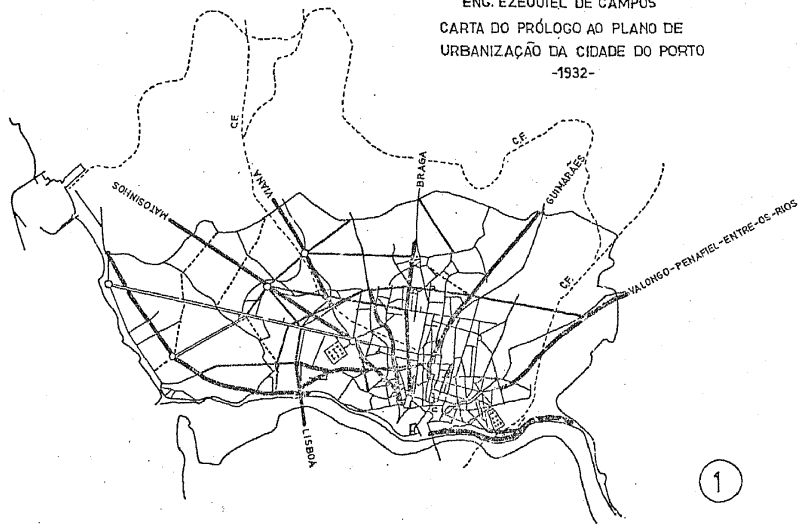 ENG. EZEQUIEL DE CAMPOS
CARTA DO PRÓLOGO AO PLANO DE
URBANIZAÇÃO DA CIDADE DO PORTO
-1932-
C.F.
C.F.
MATOSINHOS
VIANA
BRAGA
GUIMARÃES
C.F.
VALONGO-PENAFIEL-ENTRE-OS-RIOS
LISBOA
1